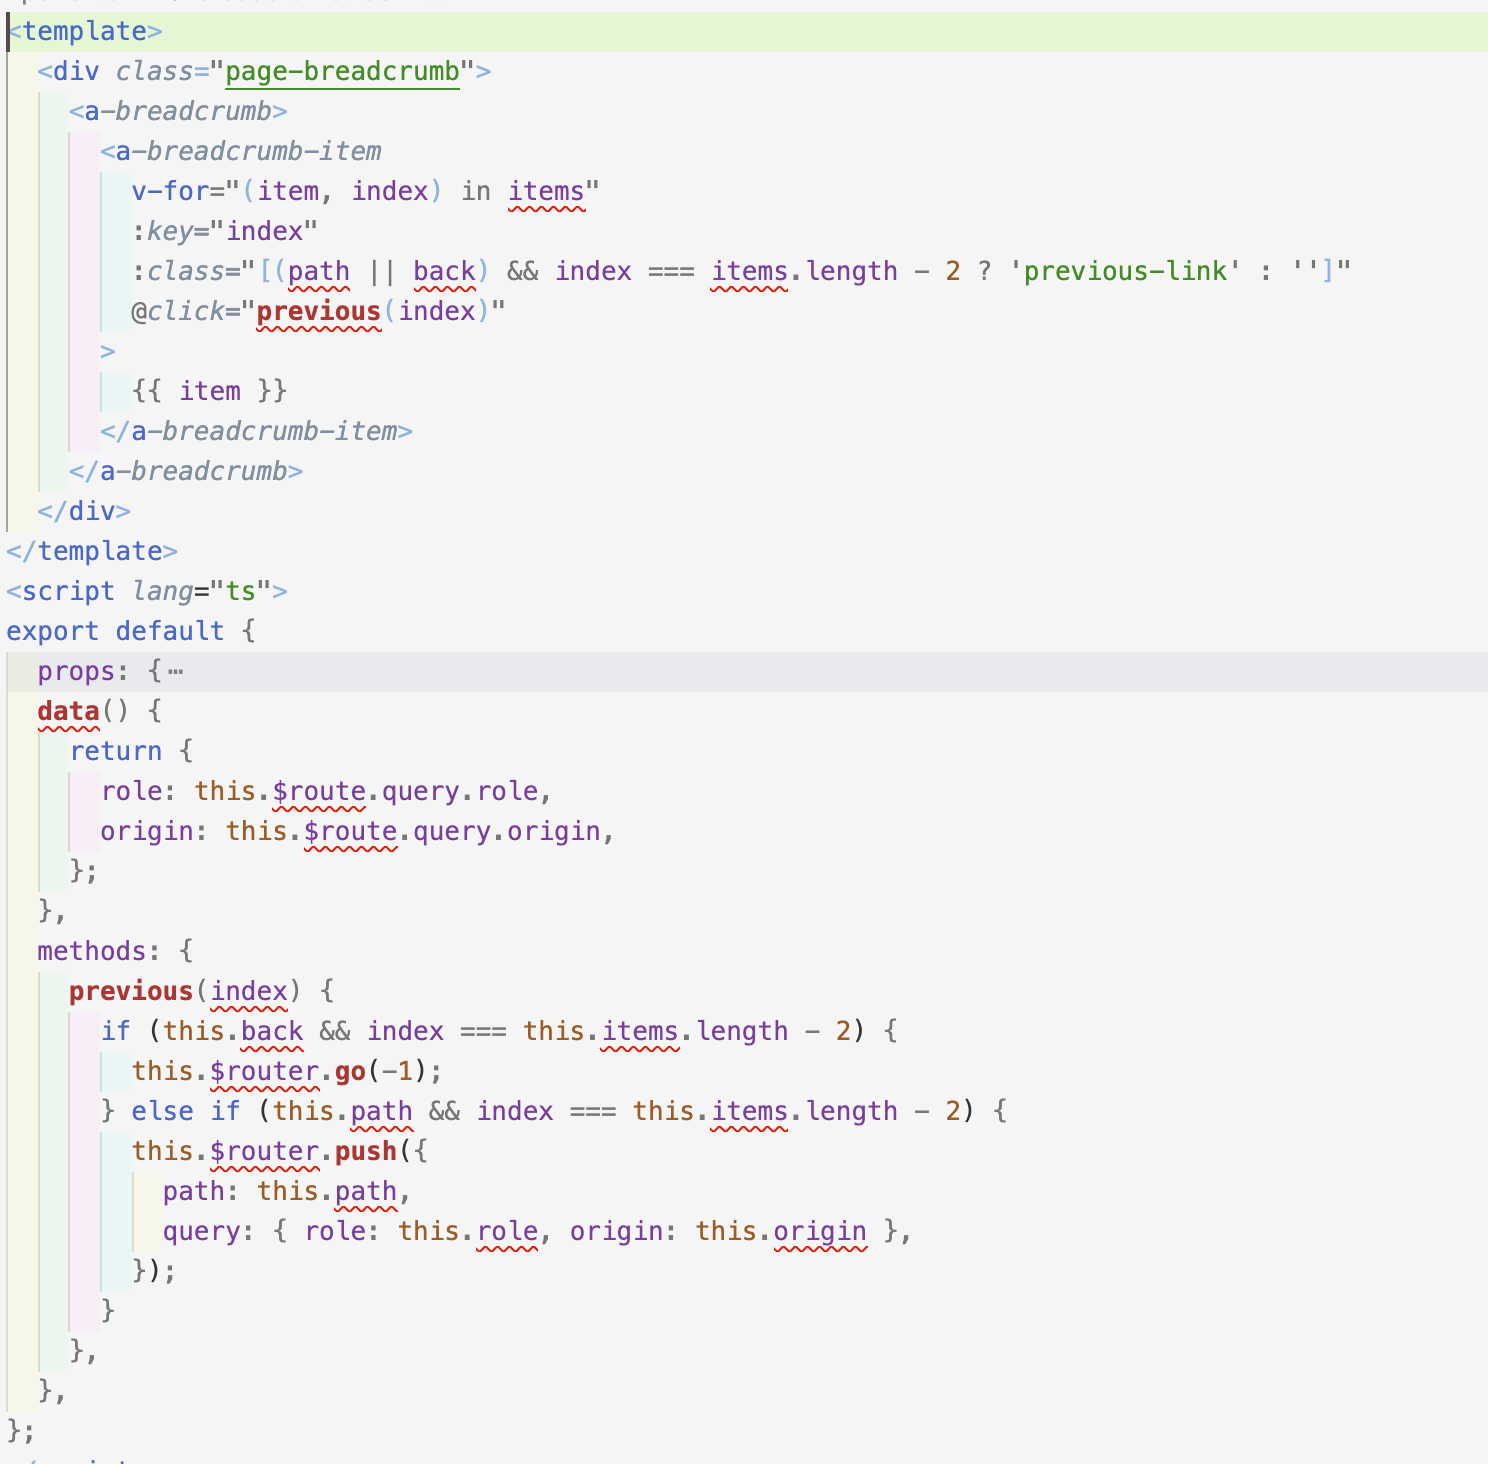 <template>
  <div class="page-breadcrumb">
    <a-breadcrumb>
      <a-breadcrumb-item
        v-for="(item, index) in items"
        :key="index"
        :class="[(path || back) && index === items.length - 2 ? 'previous-link' : '']"
        @click="previous(index)"
      >
        {{ item }}
      </a-breadcrumb-item>
    </a-breadcrumb>
  </div>
</template>
<script lang="ts">
export default {
  props: {⋯
  data() {
    return {
      role: this.$route.query.role,
      origin: this.$route.query.origin,
    };
  },
  methods: {
    previous(index) {
      if (this.back && index === this.items.length - 2) {
        this.$router.go(-1);
      } else if (this.path && index === this.items.length - 2) {
        this.$router.push({
          path: this.path,
          query: { role: this.role, origin: this.origin },
        });
      }
    },
  },
};